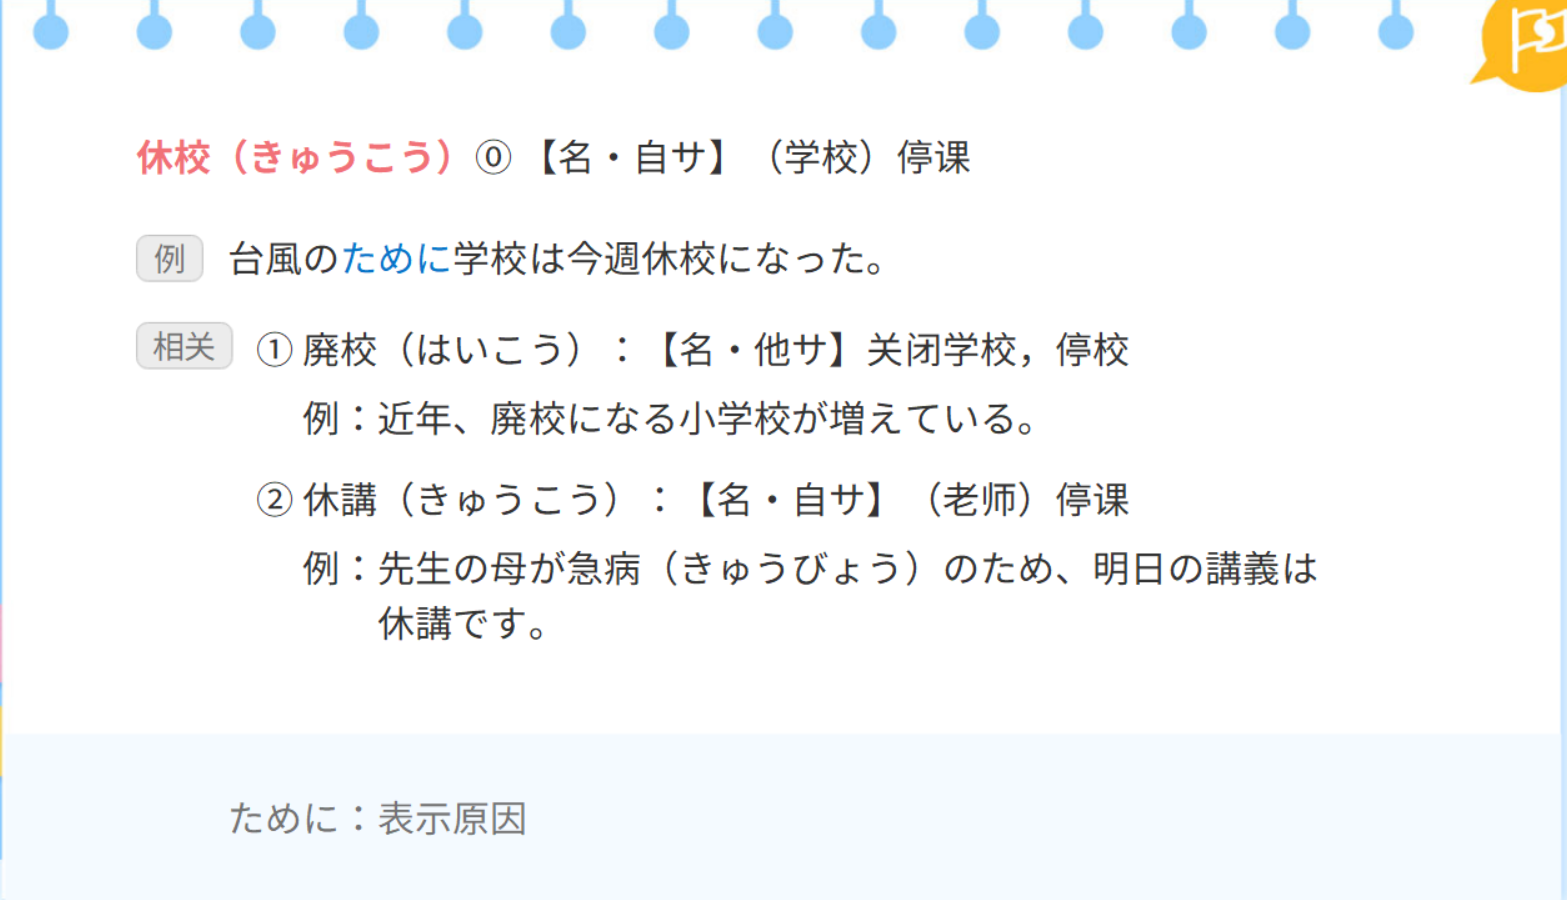 休校（きゅうこう）⓪【名・自サ】（学校）停课
例 台風のために学校は今週休校になった。
相关 ① 廃校（はいこう）：【名・他サ】关闭学校，停校
例：近年、廃校になる小学校が増えている。
② 休講（きゅうこう）：【名・自サ】（老师）停课
例：先生の母が急病（きゅうびょう）のため、明日の講義は
休講です。
ために：表示原因